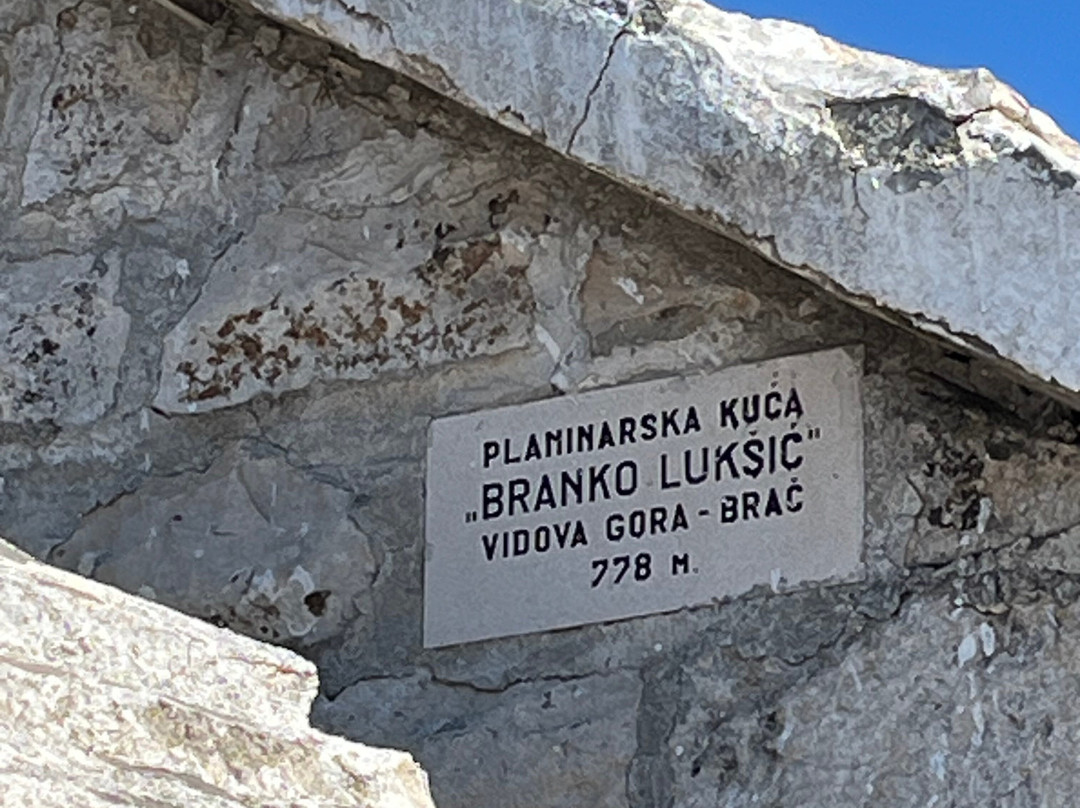 PLANINARSKA KUĆA
„BRANKO LUKŠIĆ"
VIDOVA GORA - BRAČ
778 M.